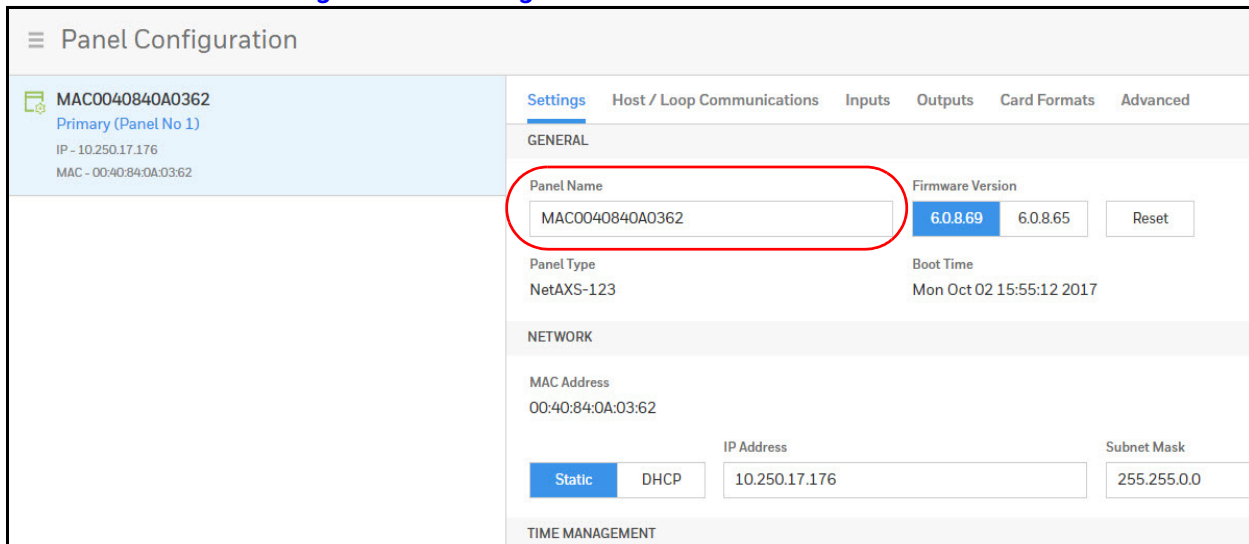 Panel Configuration
MAC0040840A0362
Primary (Panel No 1)
IP - 10.250.17.176
MAC - 00:40:84:0A:03:62
Settings Host / Loop Communications Inputs Outputs Card Formats Advanced
GENERAL
Panel Name Firmware Version
MAC0040840A0362 6.0.8.69 6.0.8.65 Reset
Panel Type Boot Time
NetAXS-123 Mon Oct 02 15:55:12 2017
NETWORK
MAC Address
00:40:84:0A:03:62
IP Address Subnet Mask
Static DHCP 10.250.17.176 255.255.0.0
TIME MANAGEMENT